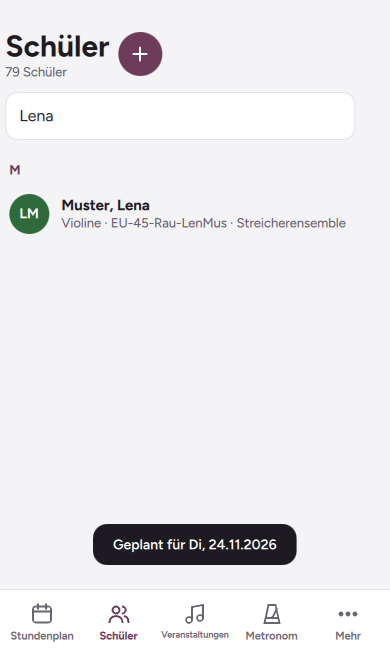 Schüler
79 Schüler
Lena
M
LM
Muster, Lena
Violine · EU-45-Rau-LenMus · Streicherensemble
Geplant für Di, 24.11.2026
Stundenplan
Schüler
Veranstaltungen
Metronom
Mehr